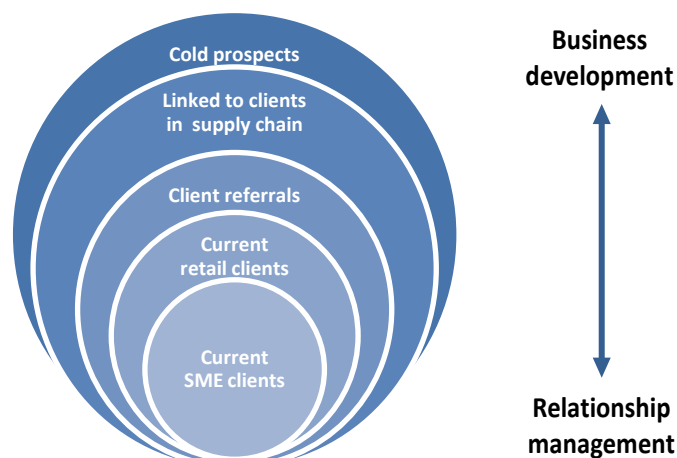 Cold prospects
Linked to clients
in supply chain
Client referrals
Current
retail clients
Current
SME clients
Business
development
Relationship
management